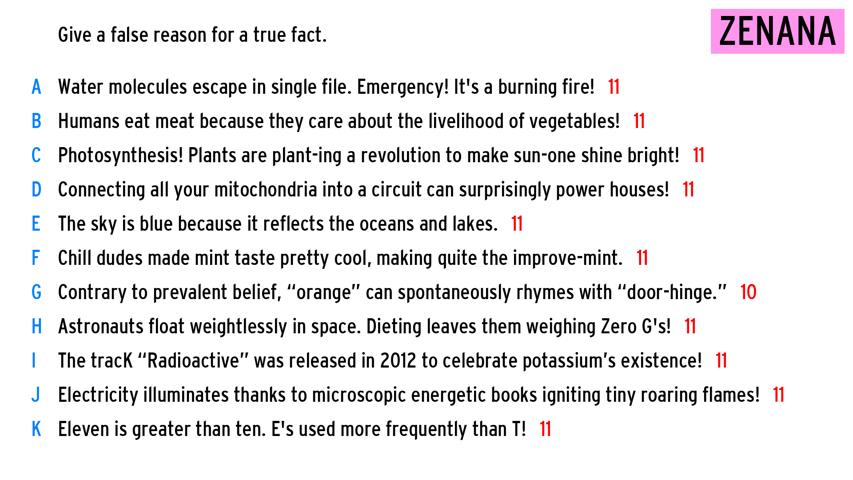 Give a false reason for a true fact.
ZENANA
A Water molecules escape in single file. Emergency! It's a burning fire! 11
B Humans eat meat because they care about the livelihood of vegetables! 11
C Photosynthesis! Plants are plant-ing a revolution to make sun-one shine bright! 11
D Connecting all your mitochondria into a circuit can surprisingly power houses! 11
E The sky is blue because it reflects the oceans and lakes. 11
F Chill dudes made mint taste pretty cool, making quite the improve-mint. 11
G Contrary to prevalent belief, “orange” can spontaneously rhymes with “door-hinge.” 10
H Astronauts float weightlessly in space. Dieting leaves them weighing Zero G's! 11
I The tracK “Radioactive” was released in 2012 to celebrate potassium’s existence! 11
J Electricity illuminates thanks to microscopic energetic books igniting tiny roaring flames! 11
K Eleven is greater than ten. E's used more frequently than T! 11